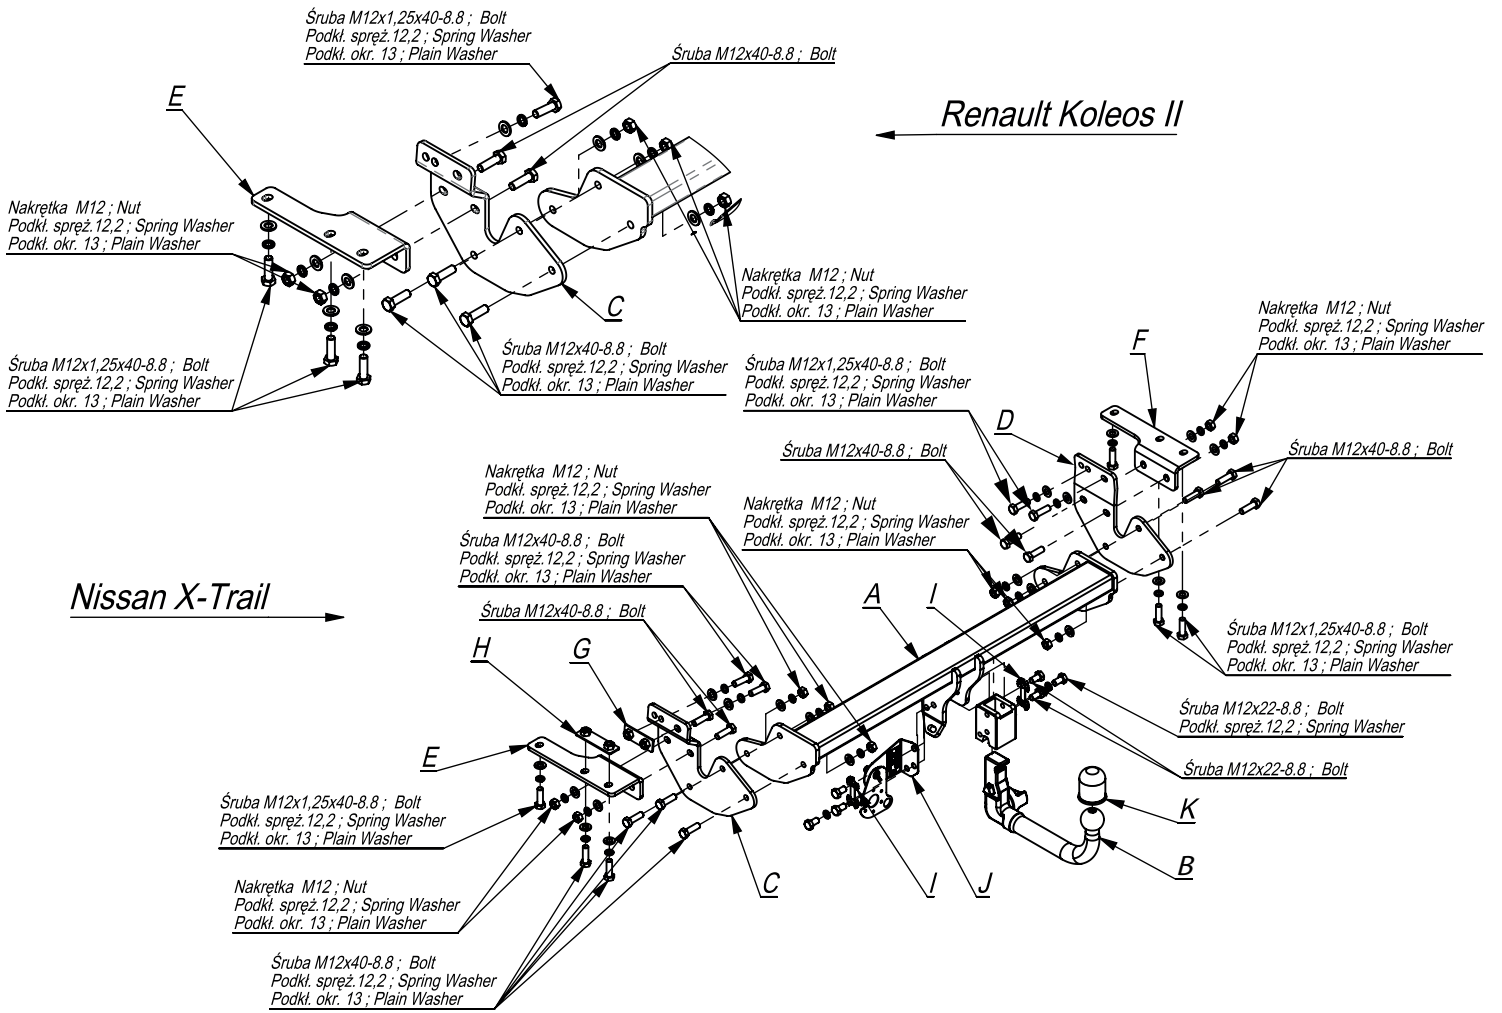 Śruba M12x1,25x40-8.8 ; Bolt
Podkł. spręż.12,2 ; Spring Washer
Podkł. okr. 13 ; Plain Washer
Śruba M12x40-8.8 ; Bolt
E
Renault Koleos II
Nakrętka M12 ; Nut
Podkł. spręż.12,2 ; Spring Washer
Podkł. okr. 13 ; Plain Washer
Nakrętka M12 ; Nut
Podkł. spręż.12,2 ; Spring Washer
Podkł. okr. 13 ; Plain Washer
C
Śruba M12x40-8.8 ; Bolt
Podkł. spręż.12,2 ; Spring Washer
Podkł. okr. 13 ; Plain Washer
Śruba M12x1,25x40-8.8 ; Bolt
Podkł. spręż.12,2 ; Spring Washer
Podkł. okr. 13 ; Plain Washer
Nakrętka M12 ; Nut
Podkł. spręż.12,2 ; Spring Washer
Podkł. okr. 13 ; Plain Washer
F
Śruba M12x1,25x40-8.8 ; Bolt
Podkł. spręż.12,2 ; Spring Washer
Podkł. okr. 13 ; Plain Washer
D
Śruba M12x40-8.8 ; Bolt
Śruba M12x40-8.8 ; Bolt
Nakrętka M12 ; Nut
Podkł. spręż.12,2 ; Spring Washer
Podkł. okr. 13 ; Plain Washer
Nakrętka M12 ; Nut
Podkł. spręż.12,2 ; Spring Washer
Podkł. okr. 13 ; Plain Washer
Śruba M12x40-8.8 ; Bolt
Podkł. spręż.12,2 ; Spring Washer
Podkł. okr. 13 ; Plain Washer
Nissan X-Trail
Śruba M12x40-8.8 ; Bolt
A
I
H
G
Śruba M12x1,25x40-8.8 ; Bolt
Podkł. spręż.12,2 ; Spring Washer
Podkł. okr. 13 ; Plain Washer
Śruba M12x22-8.8 ; Bolt
Podkł. spręż.12,2 ; Spring Washer
Śruba M12x22-8.8 ; Bolt
E
K
B
Śruba M12x1,25x40-8.8 ; Bolt
Podkł. spręż.12,2 ; Spring Washer
Podkł. okr. 13 ; Plain Washer
C
I
J
Nakrętka M12 ; Nut
Podkł. spręż.12,2 ; Spring Washer
Podkł. okr. 13 ; Plain Washer
Śruba M12x40-8.8 ; Bolt
Podkł. spręż.12,2 ; Spring Washer
Podkł. okr. 13 ; Plain Washer